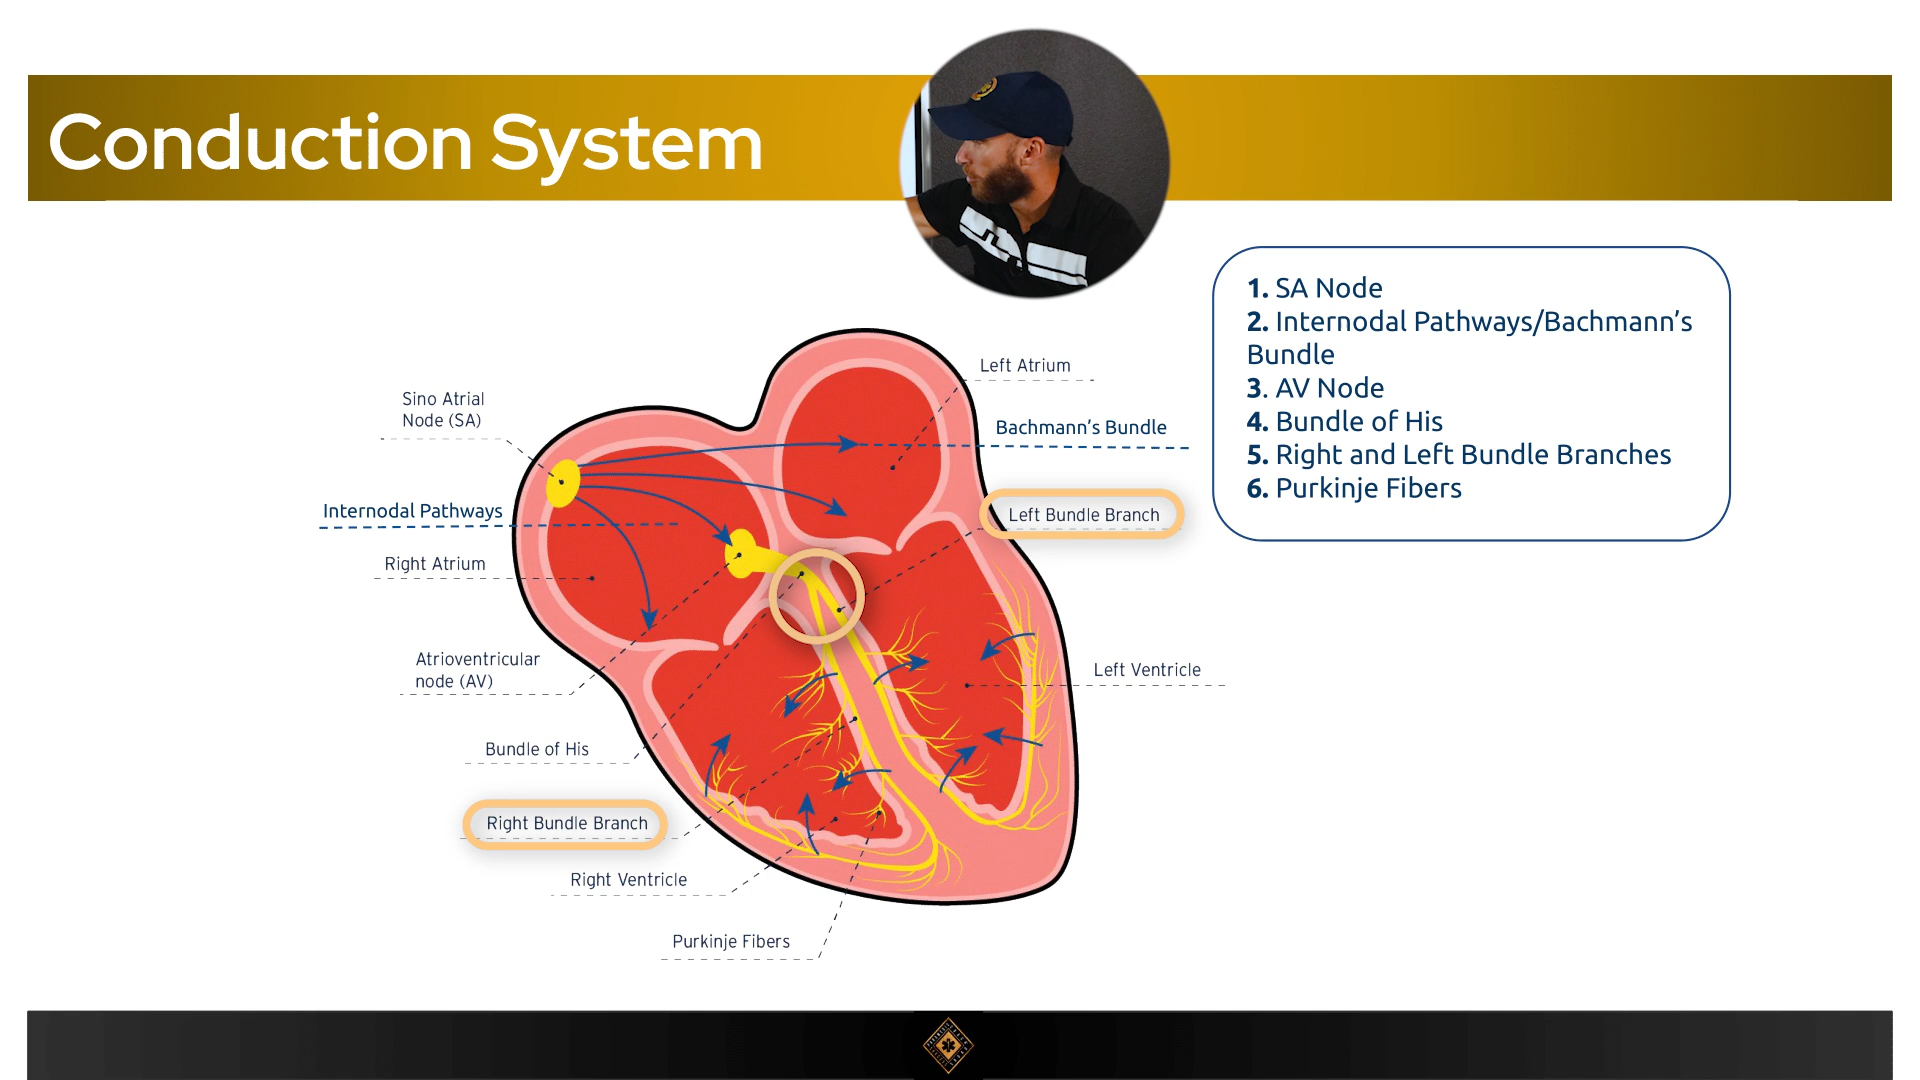 Conduction System
1. SA Node
2. Internodal Pathways/Bachmann's
Bundle
3. AV Node
4. Bundle of His
5. Right and Left Bundle Branches
6. Purkinje Fibers
Left Atrium
Sino Atrial
Node (SA)
Bachmann's Bundle
Internodal Pathways
Left Bundle Branch
Right Atrium
Atrioventricular
node (AV)
Left Ventricle
Bundle of His
Right Bundle Branch
Right Ventricle
Purkinje Fibers